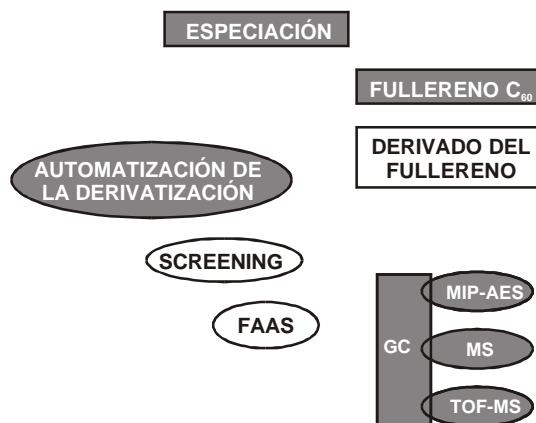 ESPECIACIÓN
FULLERENO C₆₀
DERIVADO DEL
FULLERENO
AUTOMATIZACIÓN DE
LA DERIVATIZACIÓN
SCREENING
FAAS
GC
MIP-AES
MS
TOF-MS